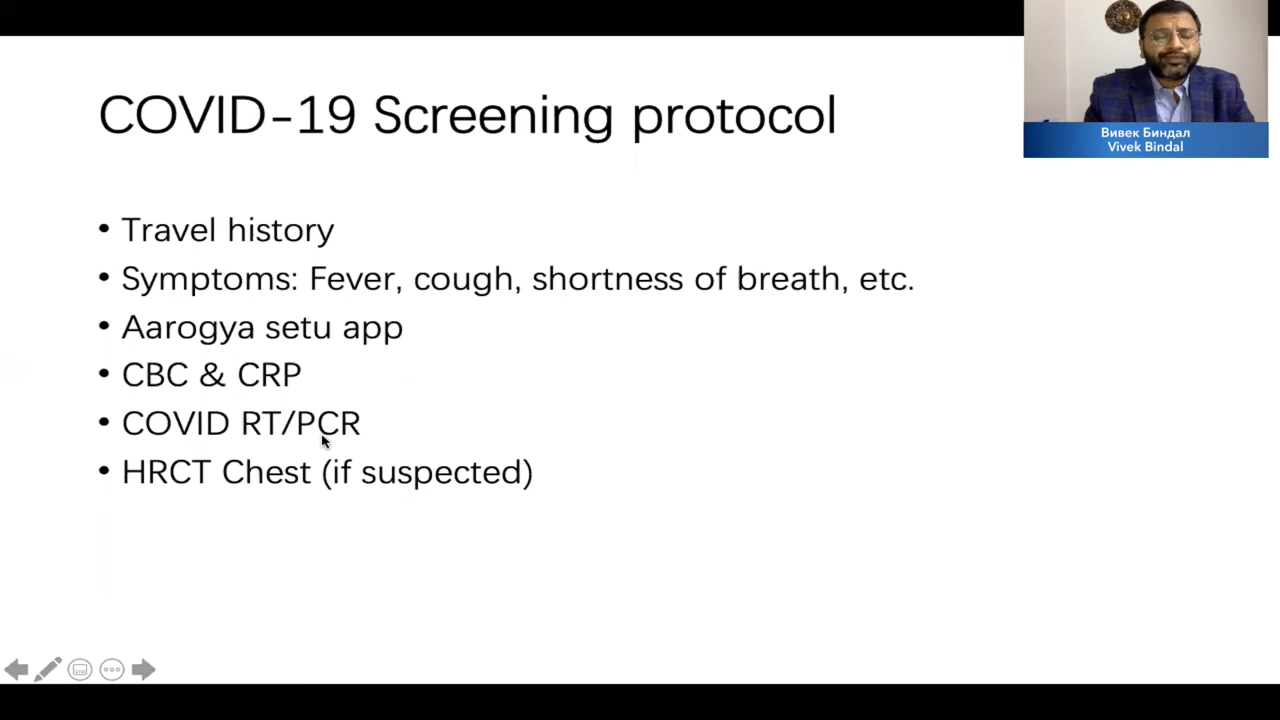 COVID-19 Screening protocol
Вивек Биндал
Vivek Bindal
• Travel history
• Symptoms: Fever, cough, shortness of breath, etc.
• Aarogya setu app
• CBC & CRP
• COVID RT/PCR
• HRCT Chest (if suspected)